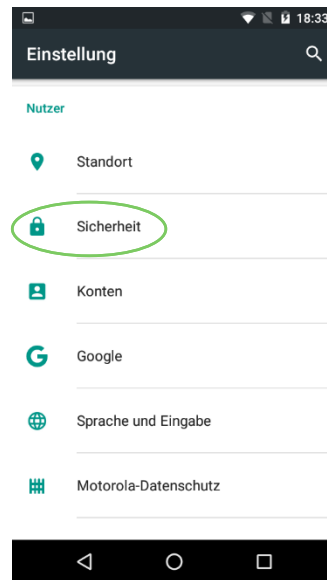 18:33
Einstellung
Nutzer
Standort
Sicherheit
Konten
Google
Sprache und Eingabe
Motorola-Datenschutz